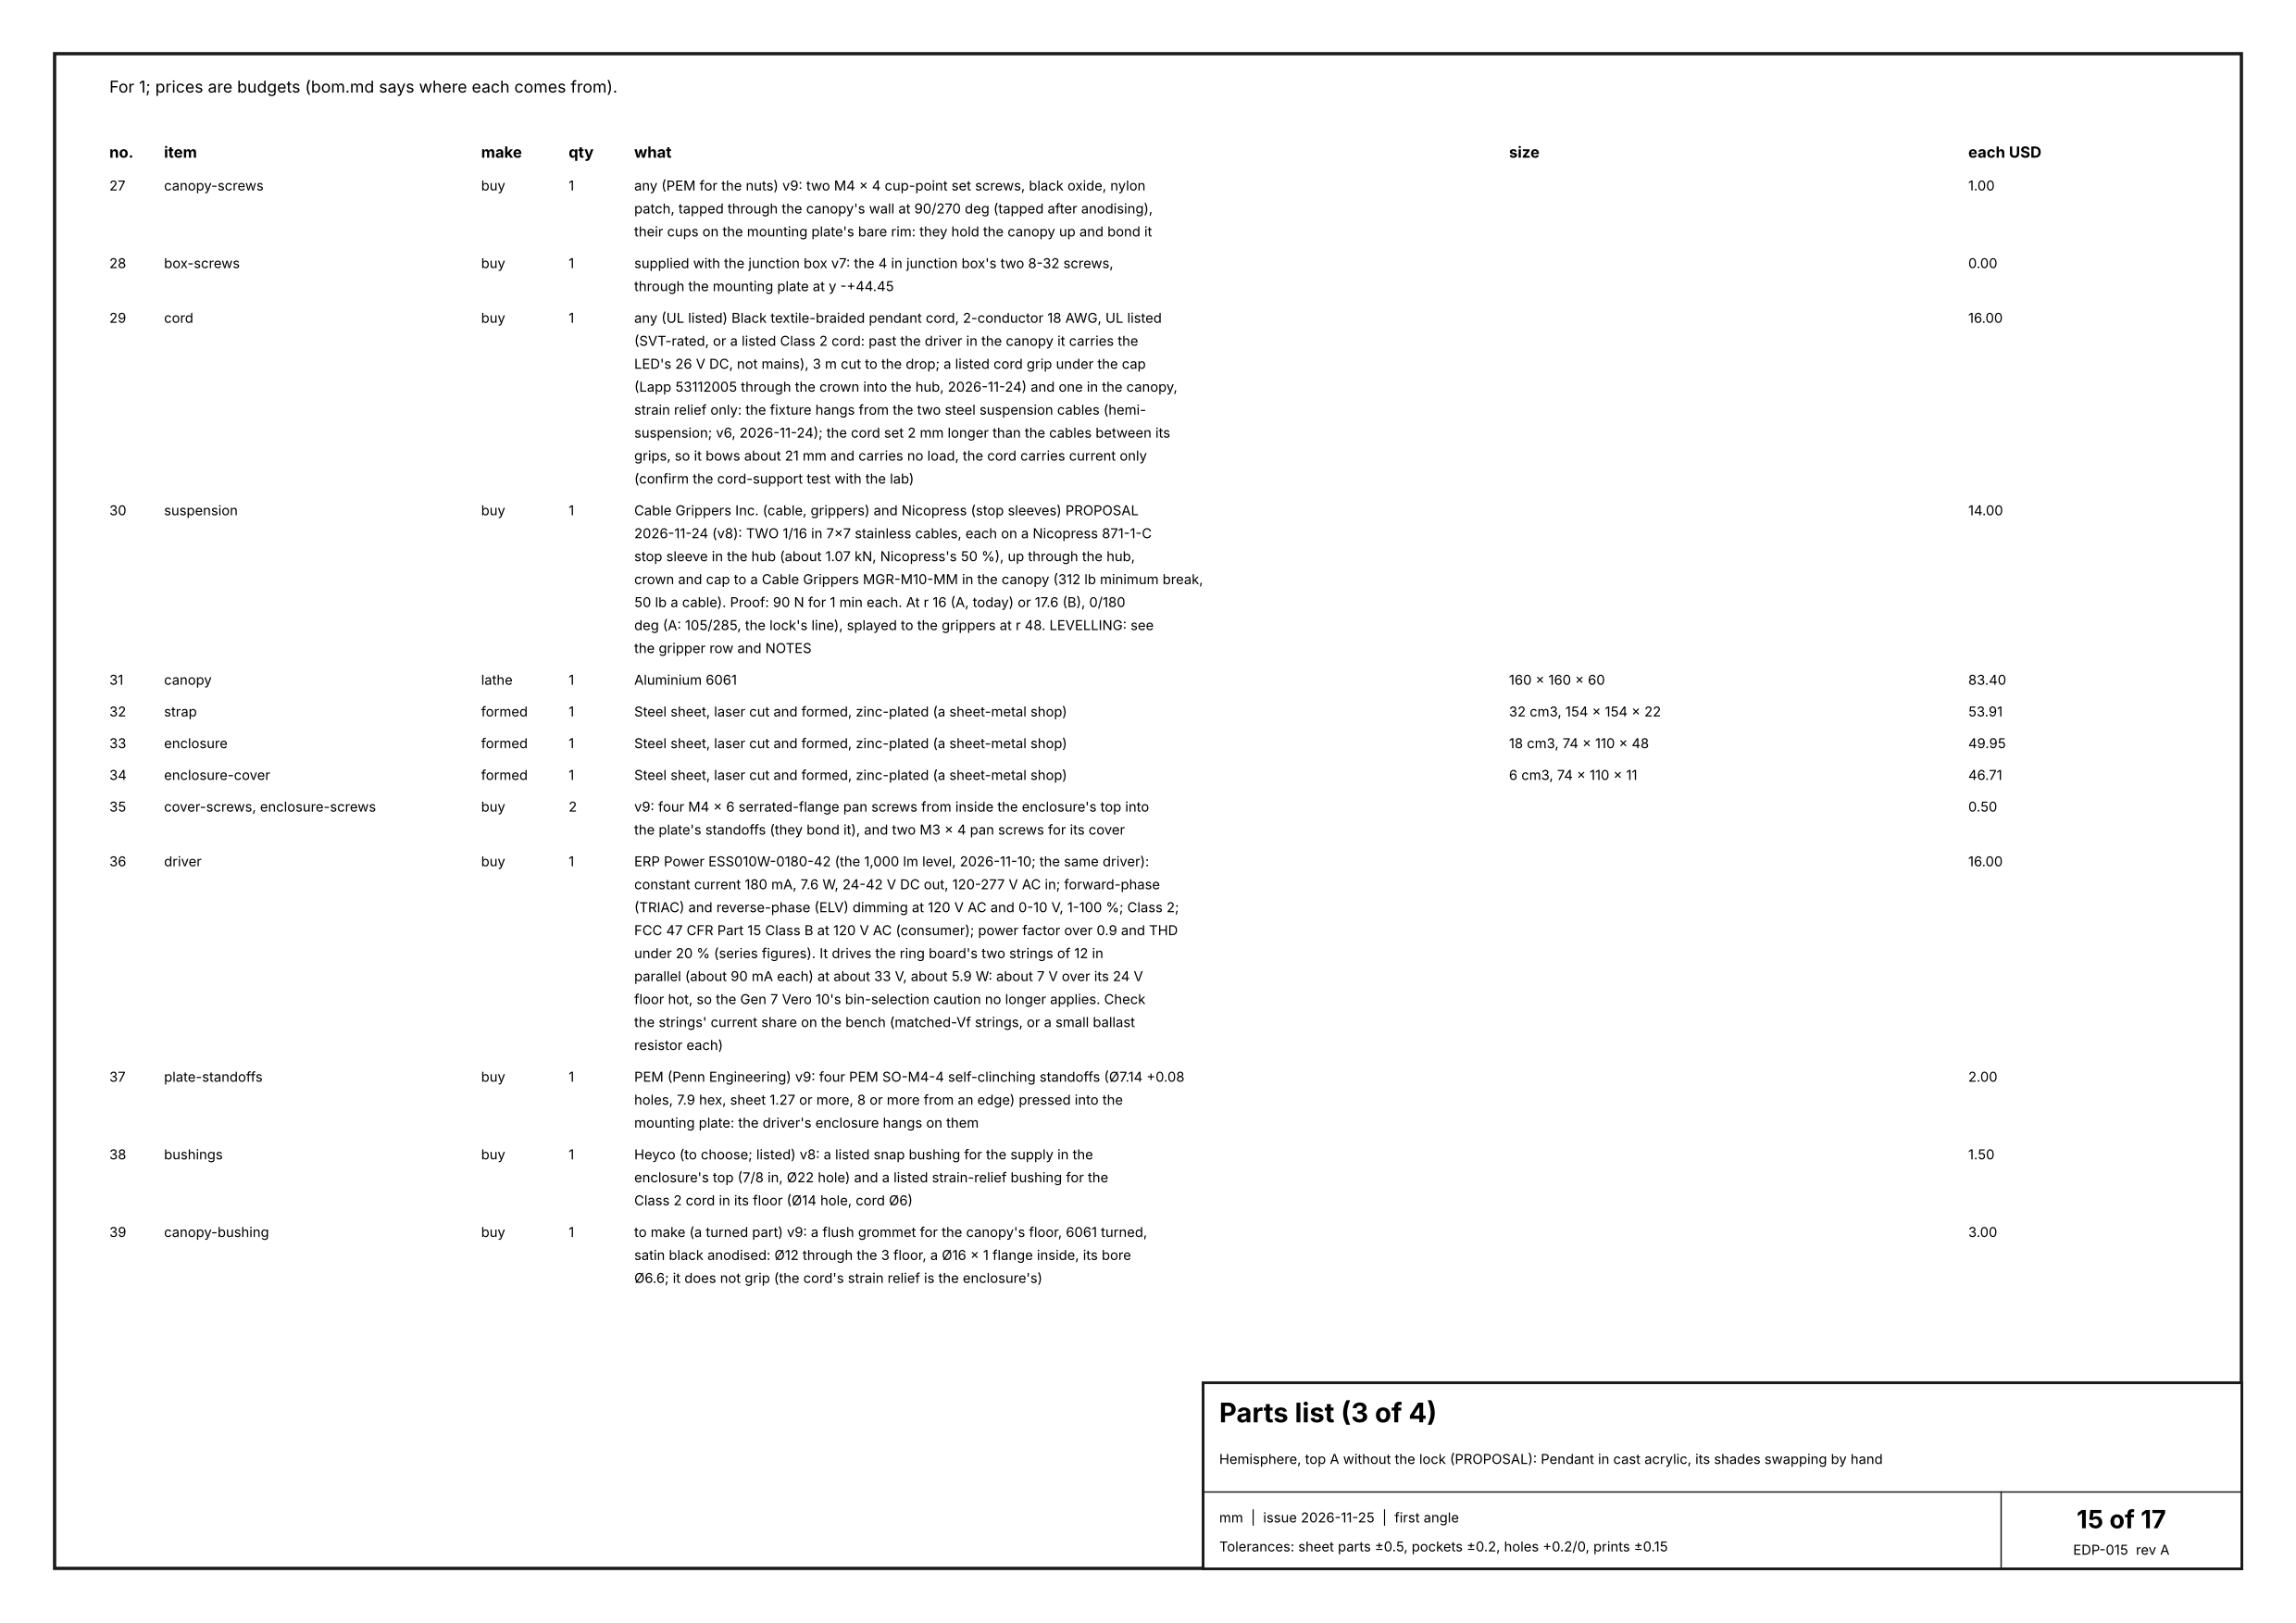 For 1; prices are budgets (bom.md says where each comes from).
no. item make qty what size each USD
27 canopy-screws buy 1 any (PEM for the nuts) v9: two M4 × 4 cup-point set screws, black oxide, nylon 1.00
patch, tapped through the canopy's wall at 90/270 deg (tapped after anodising),
their cups on the mounting plate's bare rim: they hold the canopy up and bond it
28 box-screws buy 1 supplied with the junction box v7: the 4 in junction box's two 8-32 screws, 0.00
through the mounting plate at y -+44.45
29 cord buy 1 any (UL listed) Black textile-braided pendant cord, 2-conductor 18 AWG, UL listed 16.00
(SVT-rated, or a listed Class 2 cord: past the driver in the canopy it carries the
LED's 26 V DC, not mains), 3 m cut to the drop; a listed cord grip under the cap
(Lapp 53112005 through the crown into the hub, 2026-11-24) and one in the canopy,
strain relief only: the fixture hangs from the two steel suspension cables (hemi-
suspension; v6, 2026-11-24); the cord set 2 mm longer than the cables between its
grips, so it bows about 21 mm and carries no load, the cord carries current only
(confirm the cord-support test with the lab)
30 suspension buy 1 Cable Grippers Inc. (cable, grippers) and Nicopress (stop sleeves) PROPOSAL 14.00
2026-11-24 (v8): TWO 1/16 in 7×7 stainless cables, each on a Nicopress 871-1-C
stop sleeve in the hub (about 1.07 kN, Nicopress's 50 %), up through the hub,
crown and cap to a Cable Grippers MGR-M10-MM in the canopy (312 lb minimum break,
50 lb a cable). Proof: 90 N for 1 min each. At r 16 (A, today) or 17.6 (B), 0/180
deg (A: 105/285, the lock's line), splayed to the grippers at r 48. LEVELLING: see
the gripper row and NOTES
31 canopy lathe 1 Aluminium 6061 160 × 160 × 60 83.40
32 strap formed 1 Steel sheet, laser cut and formed, zinc-plated (a sheet-metal shop) 32 cm3, 154 × 154 × 22 53.91
33 enclosure formed 1 Steel sheet, laser cut and formed, zinc-plated (a sheet-metal shop) 18 cm3, 74 × 110 × 48 49.95
34 enclosure-cover formed 1 Steel sheet, laser cut and formed, zinc-plated (a sheet-metal shop) 6 cm3, 74 × 110 × 11 46.71
35 cover-screws, enclosure-screws buy 2 v9: four M4 × 6 serrated-flange pan screws from inside the enclosure's top into 0.50
the plate's standoffs (they bond it), and two M3 × 4 pan screws for its cover
36 driver buy 1 ERP Power ESS010W-0180-42 (the 1,000 lm level, 2026-11-10; the same driver): 16.00
constant current 180 mA, 7.6 W, 24-42 V DC out, 120-277 V AC in; forward-phase
(TRIAC) and reverse-phase (ELV) dimming at 120 V AC and 0-10 V, 1-100 %; Class 2;
FCC 47 CFR Part 15 Class B at 120 V AC (consumer); power factor over 0.9 and THD
under 20 % (series figures). It drives the ring board's two strings of 12 in
parallel (about 90 mA each) at about 33 V, about 5.9 W: about 7 V over its 24 V
floor hot, so the Gen 7 Vero 10's bin-selection caution no longer applies. Check
the strings' current share on the bench (matched-Vf strings, or a small ballast
resistor each)
37 plate-standoffs buy 1 PEM (Penn Engineering) v9: four PEM SO-M4-4 self-clinching standoffs (Ø7.14 +0.08 2.00
holes, 7.9 hex, sheet 1.27 or more, 8 or more from an edge) pressed into the
mounting plate: the driver's enclosure hangs on them
38 bushings buy 1 Heyco (to choose; listed) v8: a listed snap bushing for the supply in the 1.50
enclosure's top (7/8 in, Ø22 hole) and a listed strain-relief bushing for the
Class 2 cord in its floor (Ø14 hole, cord Ø6)
39 canopy-bushing buy 1 to make (a turned part) v9: a flush grommet for the canopy's floor, 6061 turned, 3.00
satin black anodised: Ø12 through the 3 floor, a Ø16 × 1 flange inside, its bore
Ø6.6; it does not grip (the cord's strain relief is the enclosure's)
Parts list (3 of 4)
Hemisphere, top A without the lock (PROPOSAL): Pendant in cast acrylic, its shades swapping by hand
mm | issue 2026-11-25 | first angle
Tolerances: sheet parts ±0.5, pockets ±0.2, holes +0.2/0, prints ±0.15
15 of 17
EDP-015 rev A